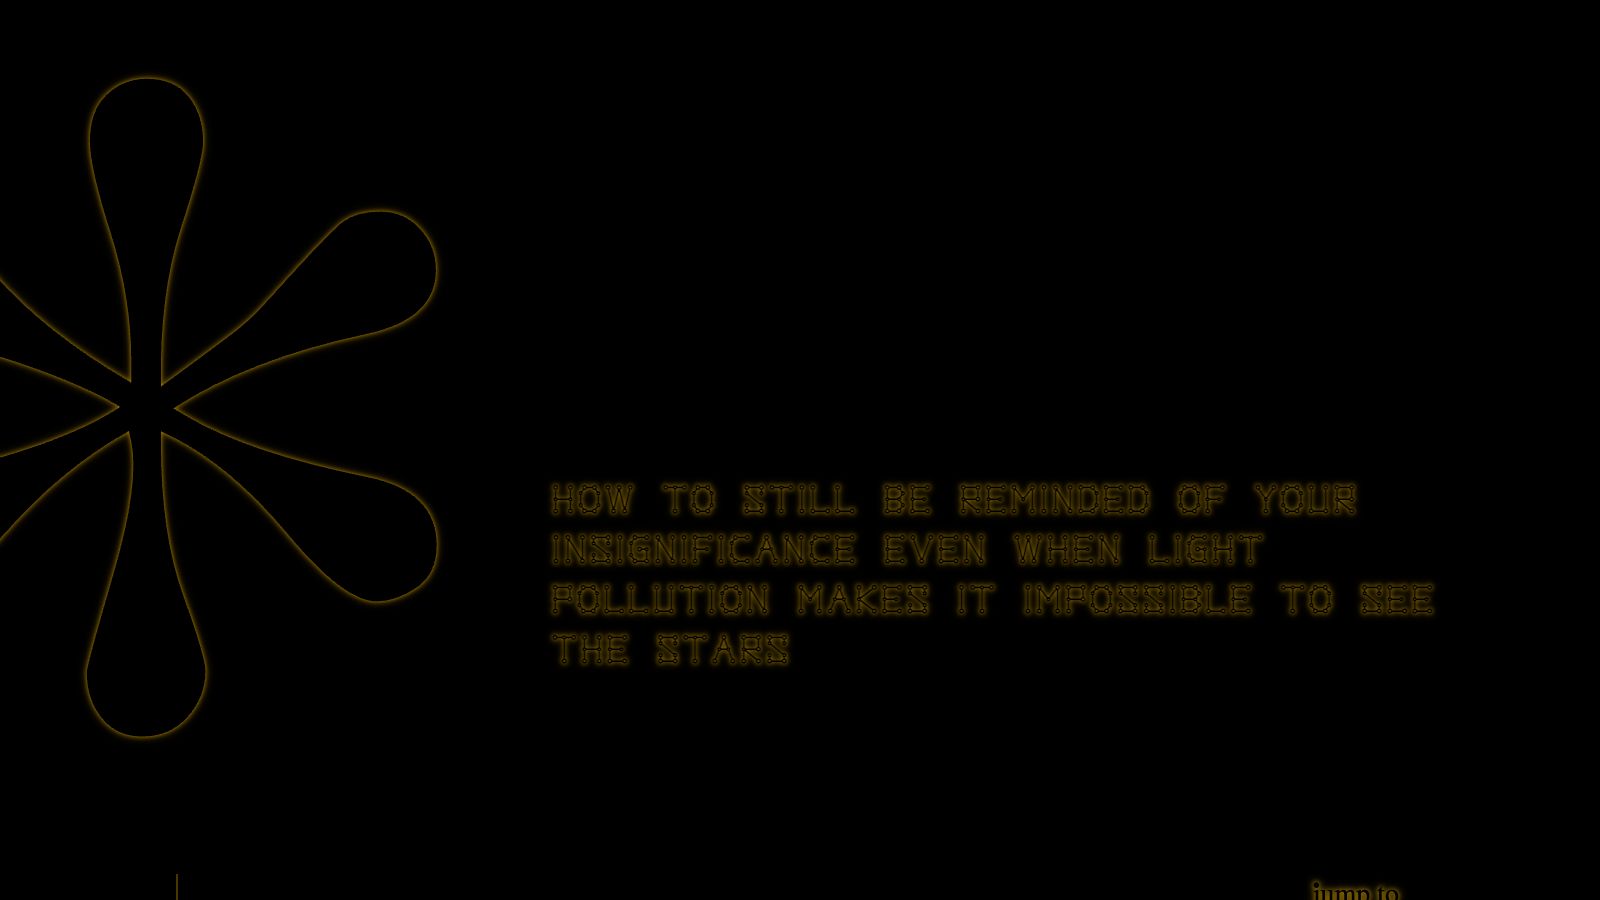 HOW TO STILL BE REMINDED OF YOUR
INSIGNIFICANCE EVEN WHEN LIGHT
POLLUTION MAKES IT IMPOSSIBLE TO SEE
THE STARS
jump to